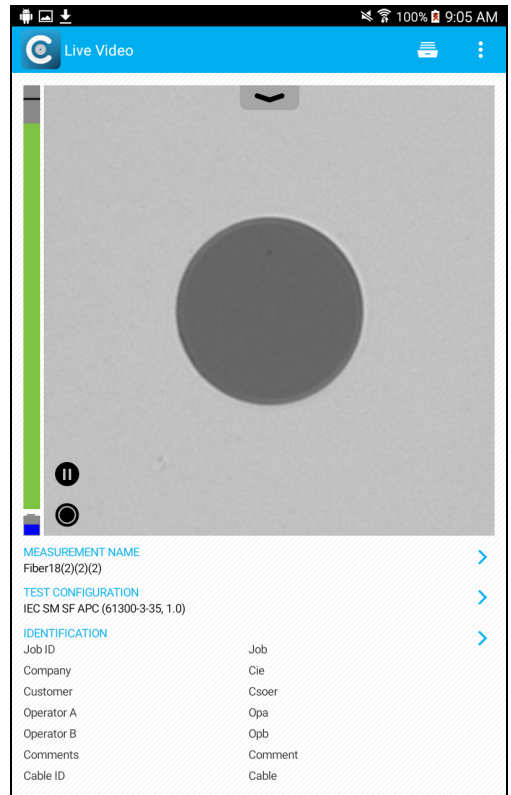 100% 9:05 AM
Live Video
MEASUREMENT NAME
Fiber18(2)(2)(2)
TEST CONFIGURATION
IEC SM SF APC (61300-3-35, 1.0)
IDENTIFICATION
Job ID Job
Company Cie
Customer Csoer
Operator A Opa
Operator B Opb
Comments Comment
Cable ID Cable